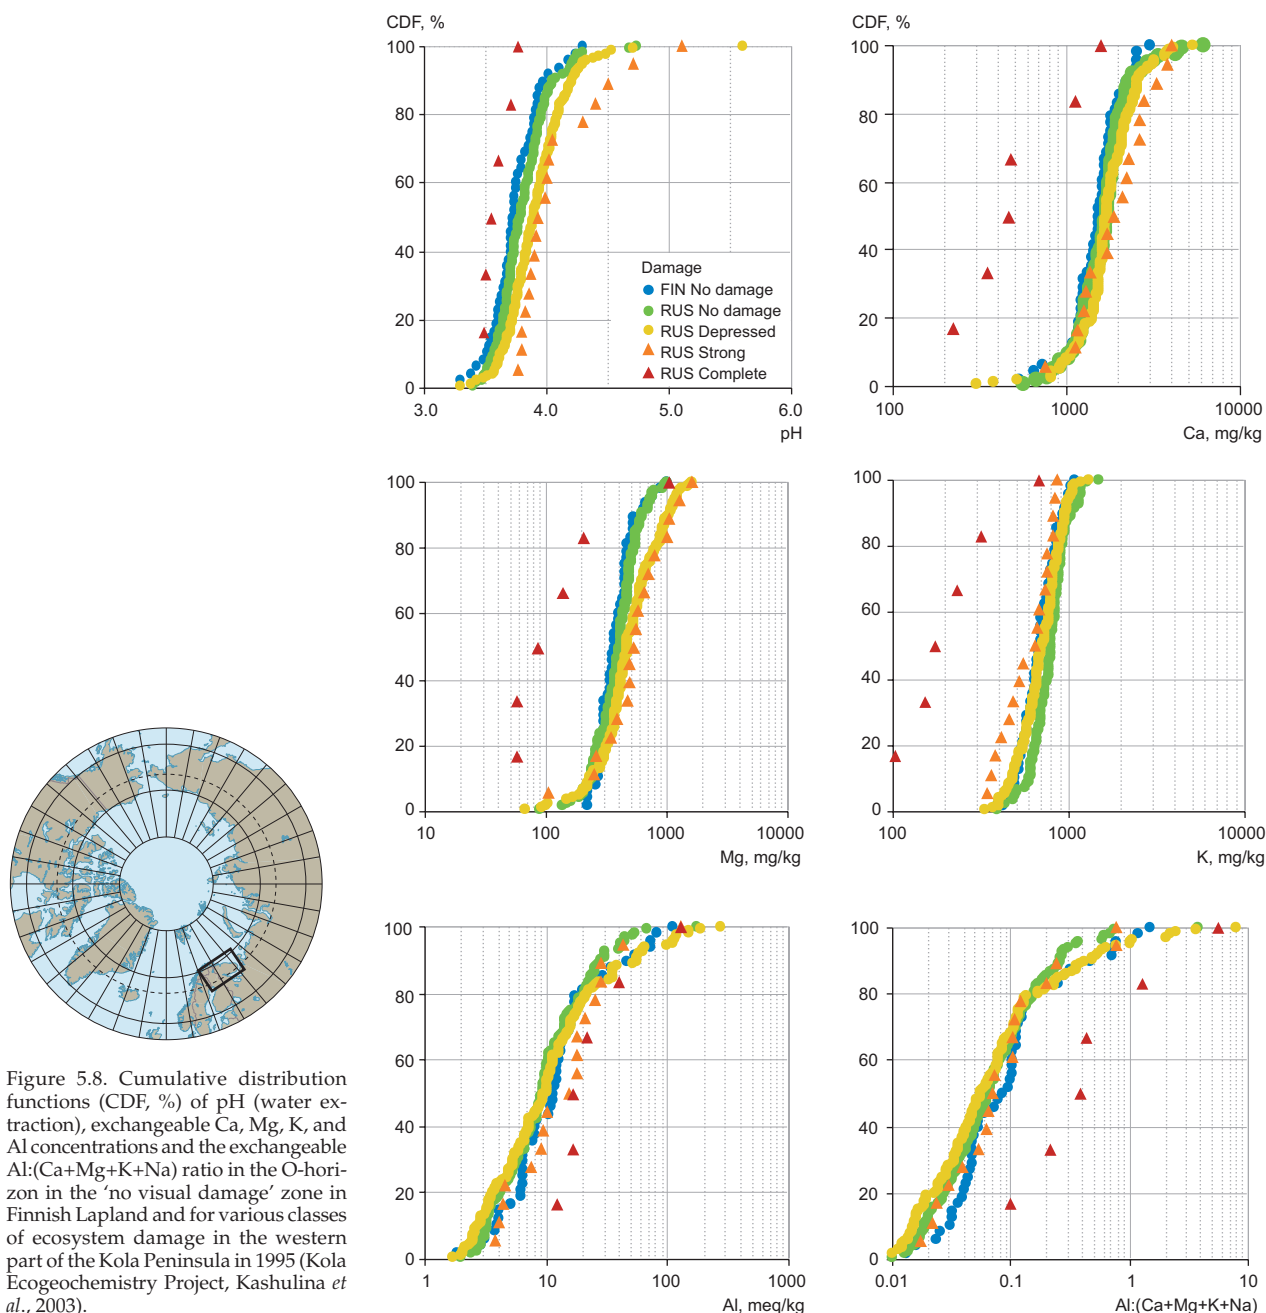 CDF, %
100
80
60
40
20
0
3.0 4.0 5.0 6.0
pH
Damage
FIN No damage
RUS No damage
RUS Depressed
RUS Strong
RUS Complete
CDF, %
100
80
60
40
20
0
100 1000 10000
Ca, mg/kg
100
80
60
40
20
0
10 100 1000 10000
Mg, mg/kg
100
80
60
40
20
0
100 1000 10000
K, mg/kg
100
80
60
40
20
0
1 10 100 1000
Al, meq/kg
100
80
60
40
20
0
0.01 0.1 1 10
Al:(Ca+Mg+K+Na)
Figure 5.8. Cumulative distribution
functions (CDF, %) of pH (water ex-
traction), exchangeable Ca, Mg, K, and
Al concentrations and the exchangeable
Al:(Ca+Mg+K+Na) ratio in the O-hori-
zon in the ‘no visual damage’ zone in
Finnish Lapland and for various classes
of ecosystem damage in the western
part of the Kola Peninsula in 1995 (Kola
Ecogeochemistry Project, Kashulina et
al., 2003).